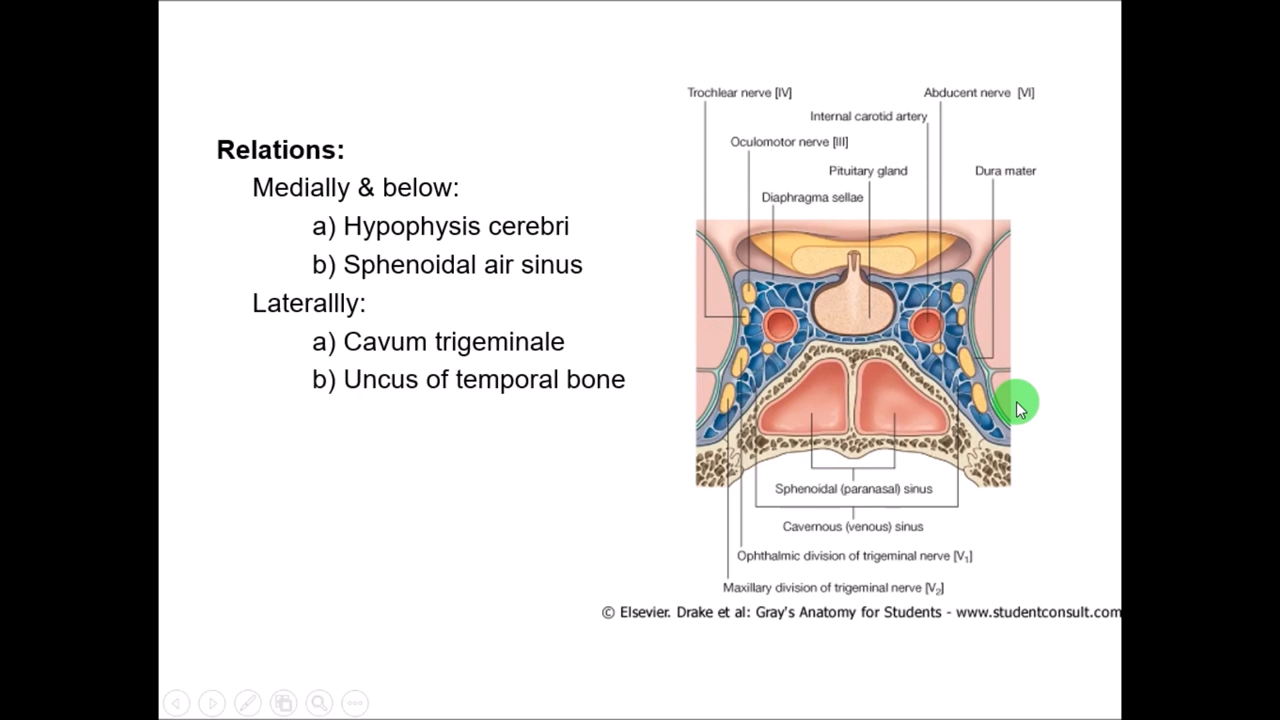 Relations:
Medially & below:
a) Hypophysis cerebri
b) Sphenoidal air sinus
Laterallly:
a) Cavum trigeminale
b) Uncus of temporal bone
Trochlear nerve [IV]
Abducent nerve [VI]
Internal carotid artery
Oculomotor nerve [III]
Pituitary gland
Dura mater
Diaphragma sellae
Sphenoidal (paranasal) sinus
Cavernous (venous) sinus
Ophthalmic division of trigeminal nerve [V₁]
Maxillary division of trigeminal nerve [V₂]
© Elsevier. Drake et al: Gray's Anatomy for Students - www.studentconsult.com